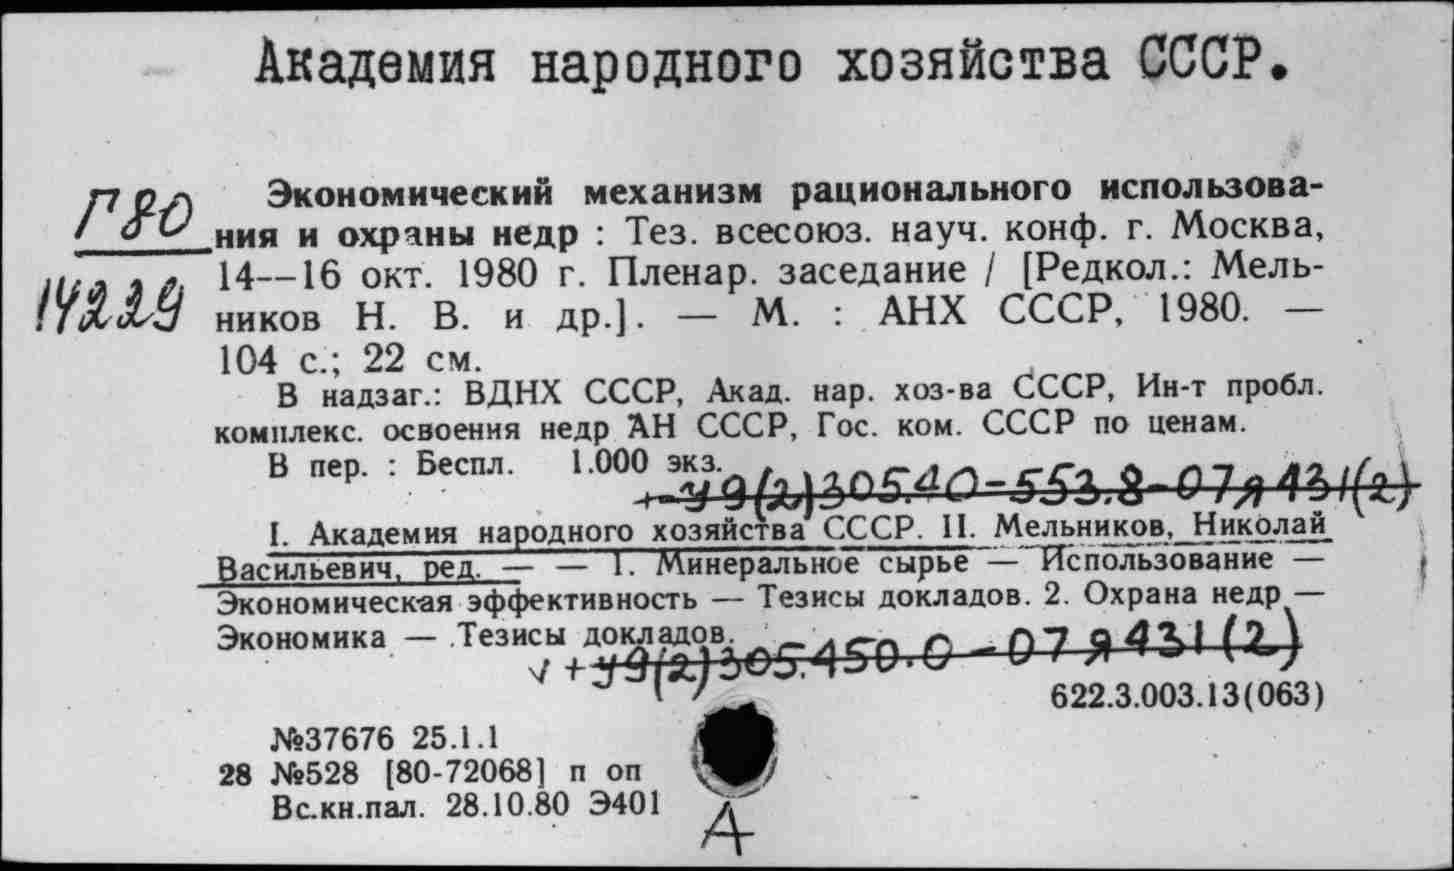 Академия народного хозяйства СССР.
Г80
14229
Экономический механизм рационального использова-
ния и охраны недр : Тез. всесоюз. науч. конф. г. Москва,
14—16 окт. 1980 г. Пленар. заседание / [Редкол.: Мель-
ников Н. В. и др.]. — М. : АНХ СССР, 1980. —
104 с.; 22 см.
В надзаг.: ВДНХ СССР, Акад. нар. хоз-ва СССР, Ин-т пробл.
комплекс. освоения недр АН СССР, Гос. ком. СССР по ценам.
В пер. : Беспл. 1.000 экз.
+У9(2)305.40-553.8-07я431(2)
I. Академия народного хозяйства СССР. II. Мельников, Николай
Васильевич, ред. — — 1. Минеральное сырье — Использование —
Экономическая эффективность — Тезисы докладов. 2. Охрана недр —
Экономика — Тезисы докладов.
√ +У9(2)305.450.0-07я431(2)
622.3.003.13(063)
№37676 25.1.1
28 №528 [80-72068] п оп
Вс.кн.пал. 28.10.80 Э401
А